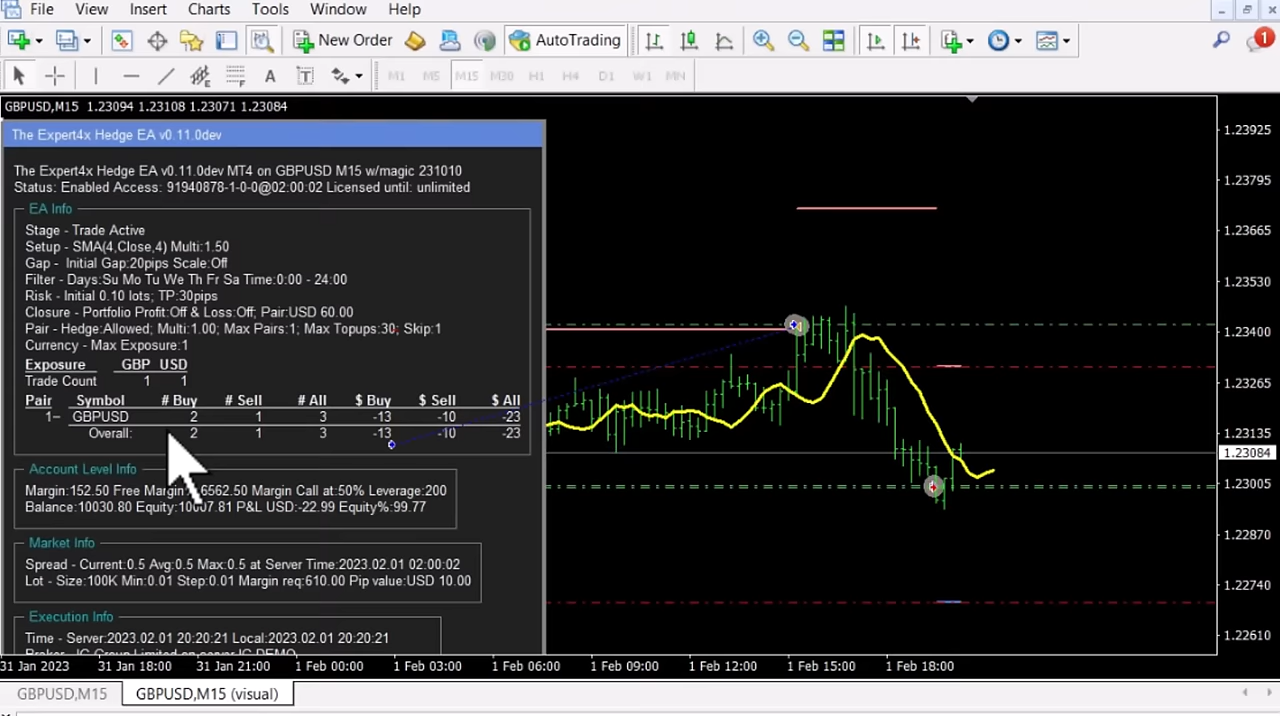 File View Insert Charts Tools Window Help
New Order AutoTrading 1
A T M1 M5 M15 M30 H1 H4 D1 W1 MN
GBPUSD,M15 1.23094 1.23108 1.23071 1.23084
The Expert4x Hedge EA v0.11.0dev
The Expert4x Hedge EA v0.11.0dev MT4 on GBPUSD M15 w/magic 231010
Status: Enabled Access: 91940878-1-0-0@02:00:02 Licensed until: unlimited
EA Info
Stage - Trade Active
Setup - SMA(4,Close,4) Multi:1.50
Gap - Initial Gap:20pips Scale:Off
Filter - Days:Su Mo Tu We Th Fr Sa Time:0:00 - 24:00
Risk - Initial 0.10 lots; TP:30pips
Closure - Portfolio Profit:Off & Loss:Off; Pair:USD 60.00
Pair - Hedge:Allowed; Multi:1.00; Max Pairs:1; Max Topups:30; Skip:1
Currency - Max Exposure:1
Exposure GBP USD
Trade Count 1 1
Pair Symbol # Buy # Sell # All $ Buy $ Sell $ All
1– GBPUSD 2 1 3 -13 -10 -23
Overall: 2 1 3 -13 -10 -23
Account Level Info
Margin:152.50 Free Margin Margin Call at:50% Leverage:200
Balance:10030.80 Equity:10007.81 P&L USD:-22.99 Equity%:99.77
Market Info
Spread - Current:0.5 Avg:0.5 Max:0.5 at Server Time:2023.02.01 02:00:02
Lot - Size:100K Min:0.01 Step:0.01 Margin req:610.00 Pip value:USD 10.00
Execution Info
Time - Server:2023.02.01 20:20:21 Local:2023.02.01 20:20:21
1.23925
1.23795
1.23665
1.23530
1.23400
1.23265
1.23135
1.23084
1.23005
1.22870
1.22740
1.22610
31 Jan 2023 31 Jan 18:00 31 Jan 21:00 1 Feb 00:00 1 Feb 03:00 1 Feb 06:00 1 Feb 09:00 1 Feb 12:00 1 Feb 15:00 1 Feb 18:00
GBPUSD,M15 GBPUSD,M15 (visual)